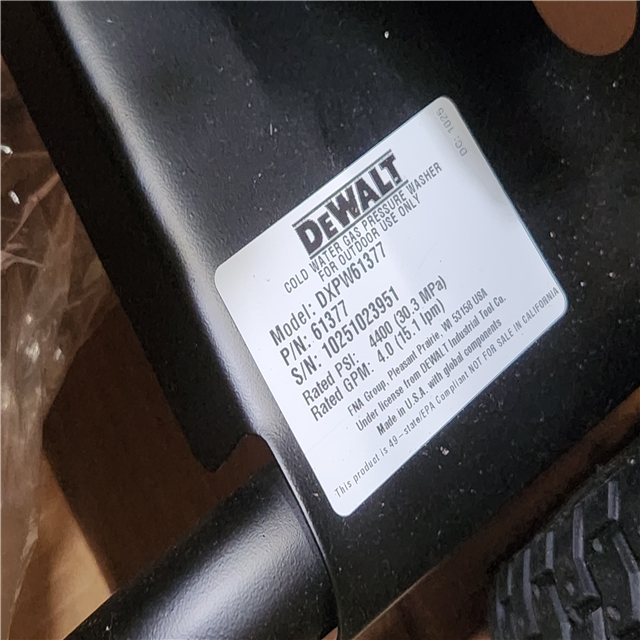 DC: 1025
DEWALT
COLD WATER GAS PRESSURE WASHER
FOR OUTDOOR USE ONLY
Model: DXPW61377
P/N: 61377
S/N: 10251023951
Rated PSI: 4400 (30.3 MPa)
Rated GPM: 4.0 (15.1 lpm)
FNA Group, Pleasant Prairie, WI 53158 USA
Under license from DEWALT Industrial Tool Co.
Made in U.S.A. with global components
This product is 49-state/EPA Compliant NOT FOR SALE IN CALIFORNIA